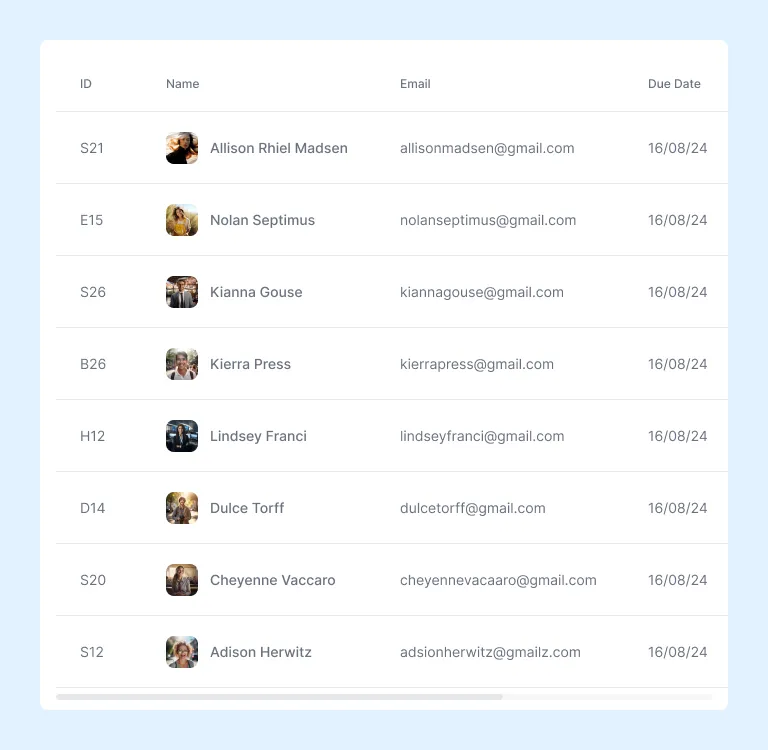 ID Name Email Due Date
S21 Allison Rhiel Madsen allisonmadsen@gmail.com 16/08/24
E15 Nolan Septimus nolanseptimus@gmail.com 16/08/24
S26 Kianna Gouse kiannagouse@gmail.com 16/08/24
B26 Kierra Press kierrapress@gmail.com 16/08/24
H12 Lindsey Franci lindseyfranci@gmail.com 16/08/24
D14 Dulce Torff dulcetorff@gmail.com 16/08/24
S20 Cheyenne Vaccaro cheyennevacaaro@gmail.com 16/08/24
S12 Adison Herwitz adsionherwitz@gmailz.com 16/08/24